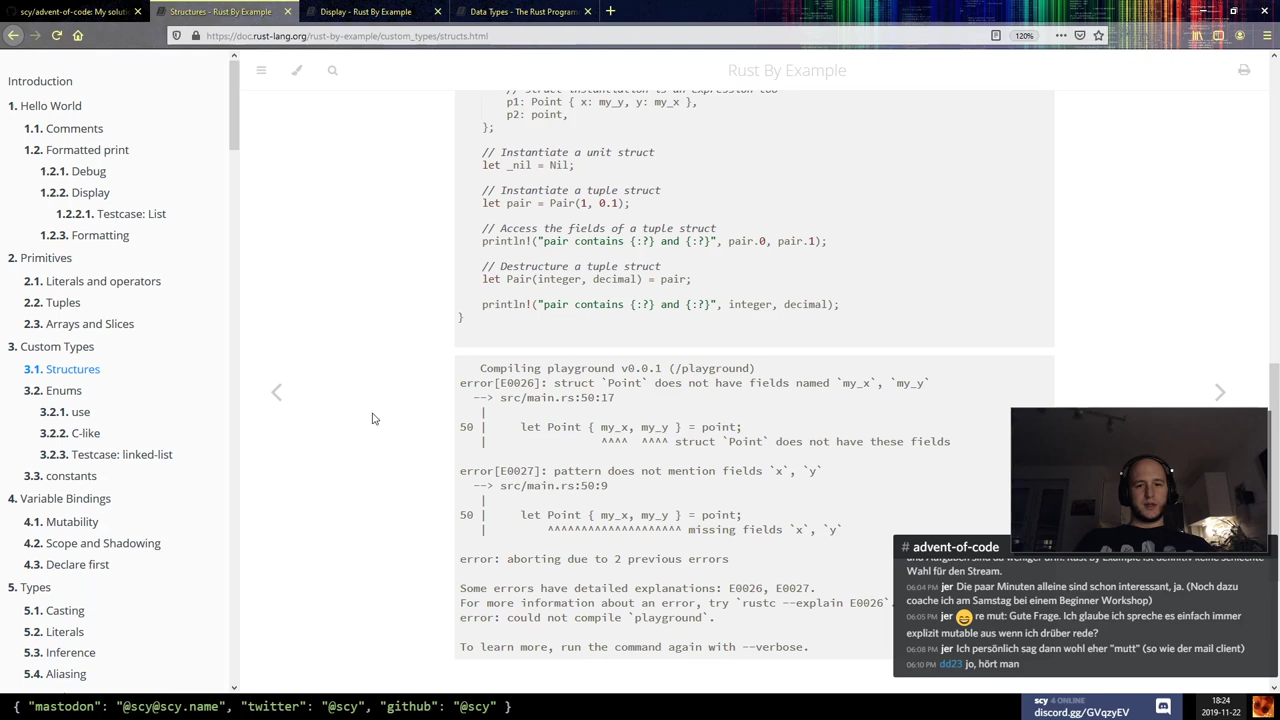 scy/advent-of-code: My soluti
Structures - Rust By Example
Display - Rust By Example
Data Types - The Rust Program
https://doc.rust-lang.org/rust-by-example/custom_types/structs.html
120%
Rust By Example
Introduction
1. Hello World
1.1. Comments
1.2. Formatted print
1.2.1. Debug
1.2.2. Display
1.2.2.1. Testcase: List
1.2.3. Formatting
2. Primitives
2.1. Literals and operators
2.2. Tuples
2.3. Arrays and Slices
3. Custom Types
3.1. Structures
3.2. Enums
3.2.1. use
3.2.2. C-like
3.2.3. Testcase: linked-list
3.3. constants
4. Variable Bindings
4.1. Mutability
4.2. Scope and Shadowing
4.3. Declare first
5. Types
5.1. Casting
5.2. Literals
5.3. Inference
5.4. Aliasing
// Struct instantiation is an expression too
p1: Point { x: my_y, y: my_x },
p2: point,
};
// Instantiate a unit struct
let _nil = Nil;
// Instantiate a tuple struct
let pair = Pair(1, 0.1);
// Access the fields of a tuple struct
println!("pair contains {:?} and {:?}", pair.0, pair.1);
// Destructure a tuple struct
let Pair(integer, decimal) = pair;
println!("pair contains {:?} and {:?}", integer, decimal);
}
Compiling playground v0.0.1 (/playground)
error[E0026]: struct `Point` does not have fields named `my_x`, `my_y`
--> src/main.rs:50:17
|
50 | let Point { my_x, my_y } = point;
| ^^^^ ^^^^ struct `Point` does not have these fields
error[E0027]: pattern does not mention fields `x`, `y`
--> src/main.rs:50:9
|
50 | let Point { my_x, my_y } = point;
| ^^^^^^^^^^^^^^^^^^^^ missing fields `x`, `y`
error: aborting due to 2 previous errors
Some errors have detailed explanations: E0026, E0027.
For more information about an error, try `rustc --explain E0026`.
error: could not compile `playground`.
To learn more, run the command again with --verbose.
# advent-of-code
und Aufgaben sind da weniger drin. Rust By Example ist definitiv keine schlechte
Wahl für den Stream.
06:04 PM jer Die paar Minuten alleine sind schon interessant, ja. (Noch dazu
coache ich am Samstag bei einem Beginner Workshop)
06:05 PM jer 😄 re mut: Gute Frage. Ich glaube ich spreche es einfach immer
explizit mutable aus wenn ich drüber rede?
06:08 PM jer Ich persönlich sag dann wohl eher "mutt" (so wie der mail client)
06:10 PM dd23 jo, hört man
{ "mastodon": "@scy@scy.name", "twitter": "@scy", "github": "@scy" }
scy 4 ONLINE
discord.gg/GVqzyEV
18:24
2019-11-22